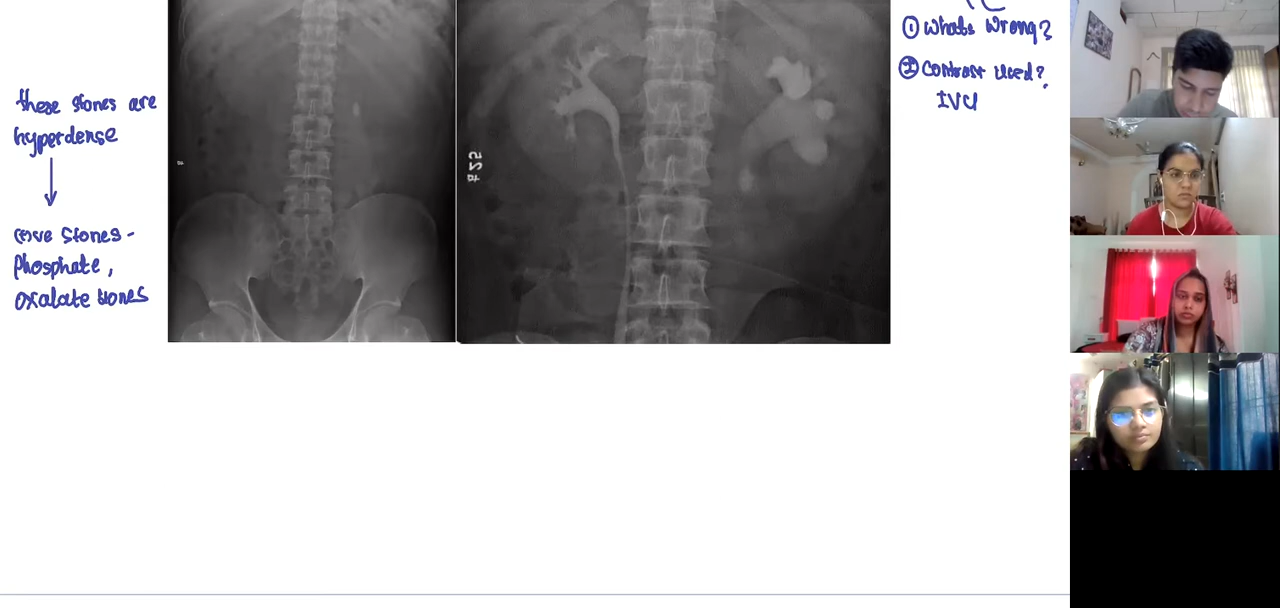 these stones are
hyperdense
(+)ve stones -
Phosphate,
oxalate stones
① Whats wrong?
② Contrast used?
IVU